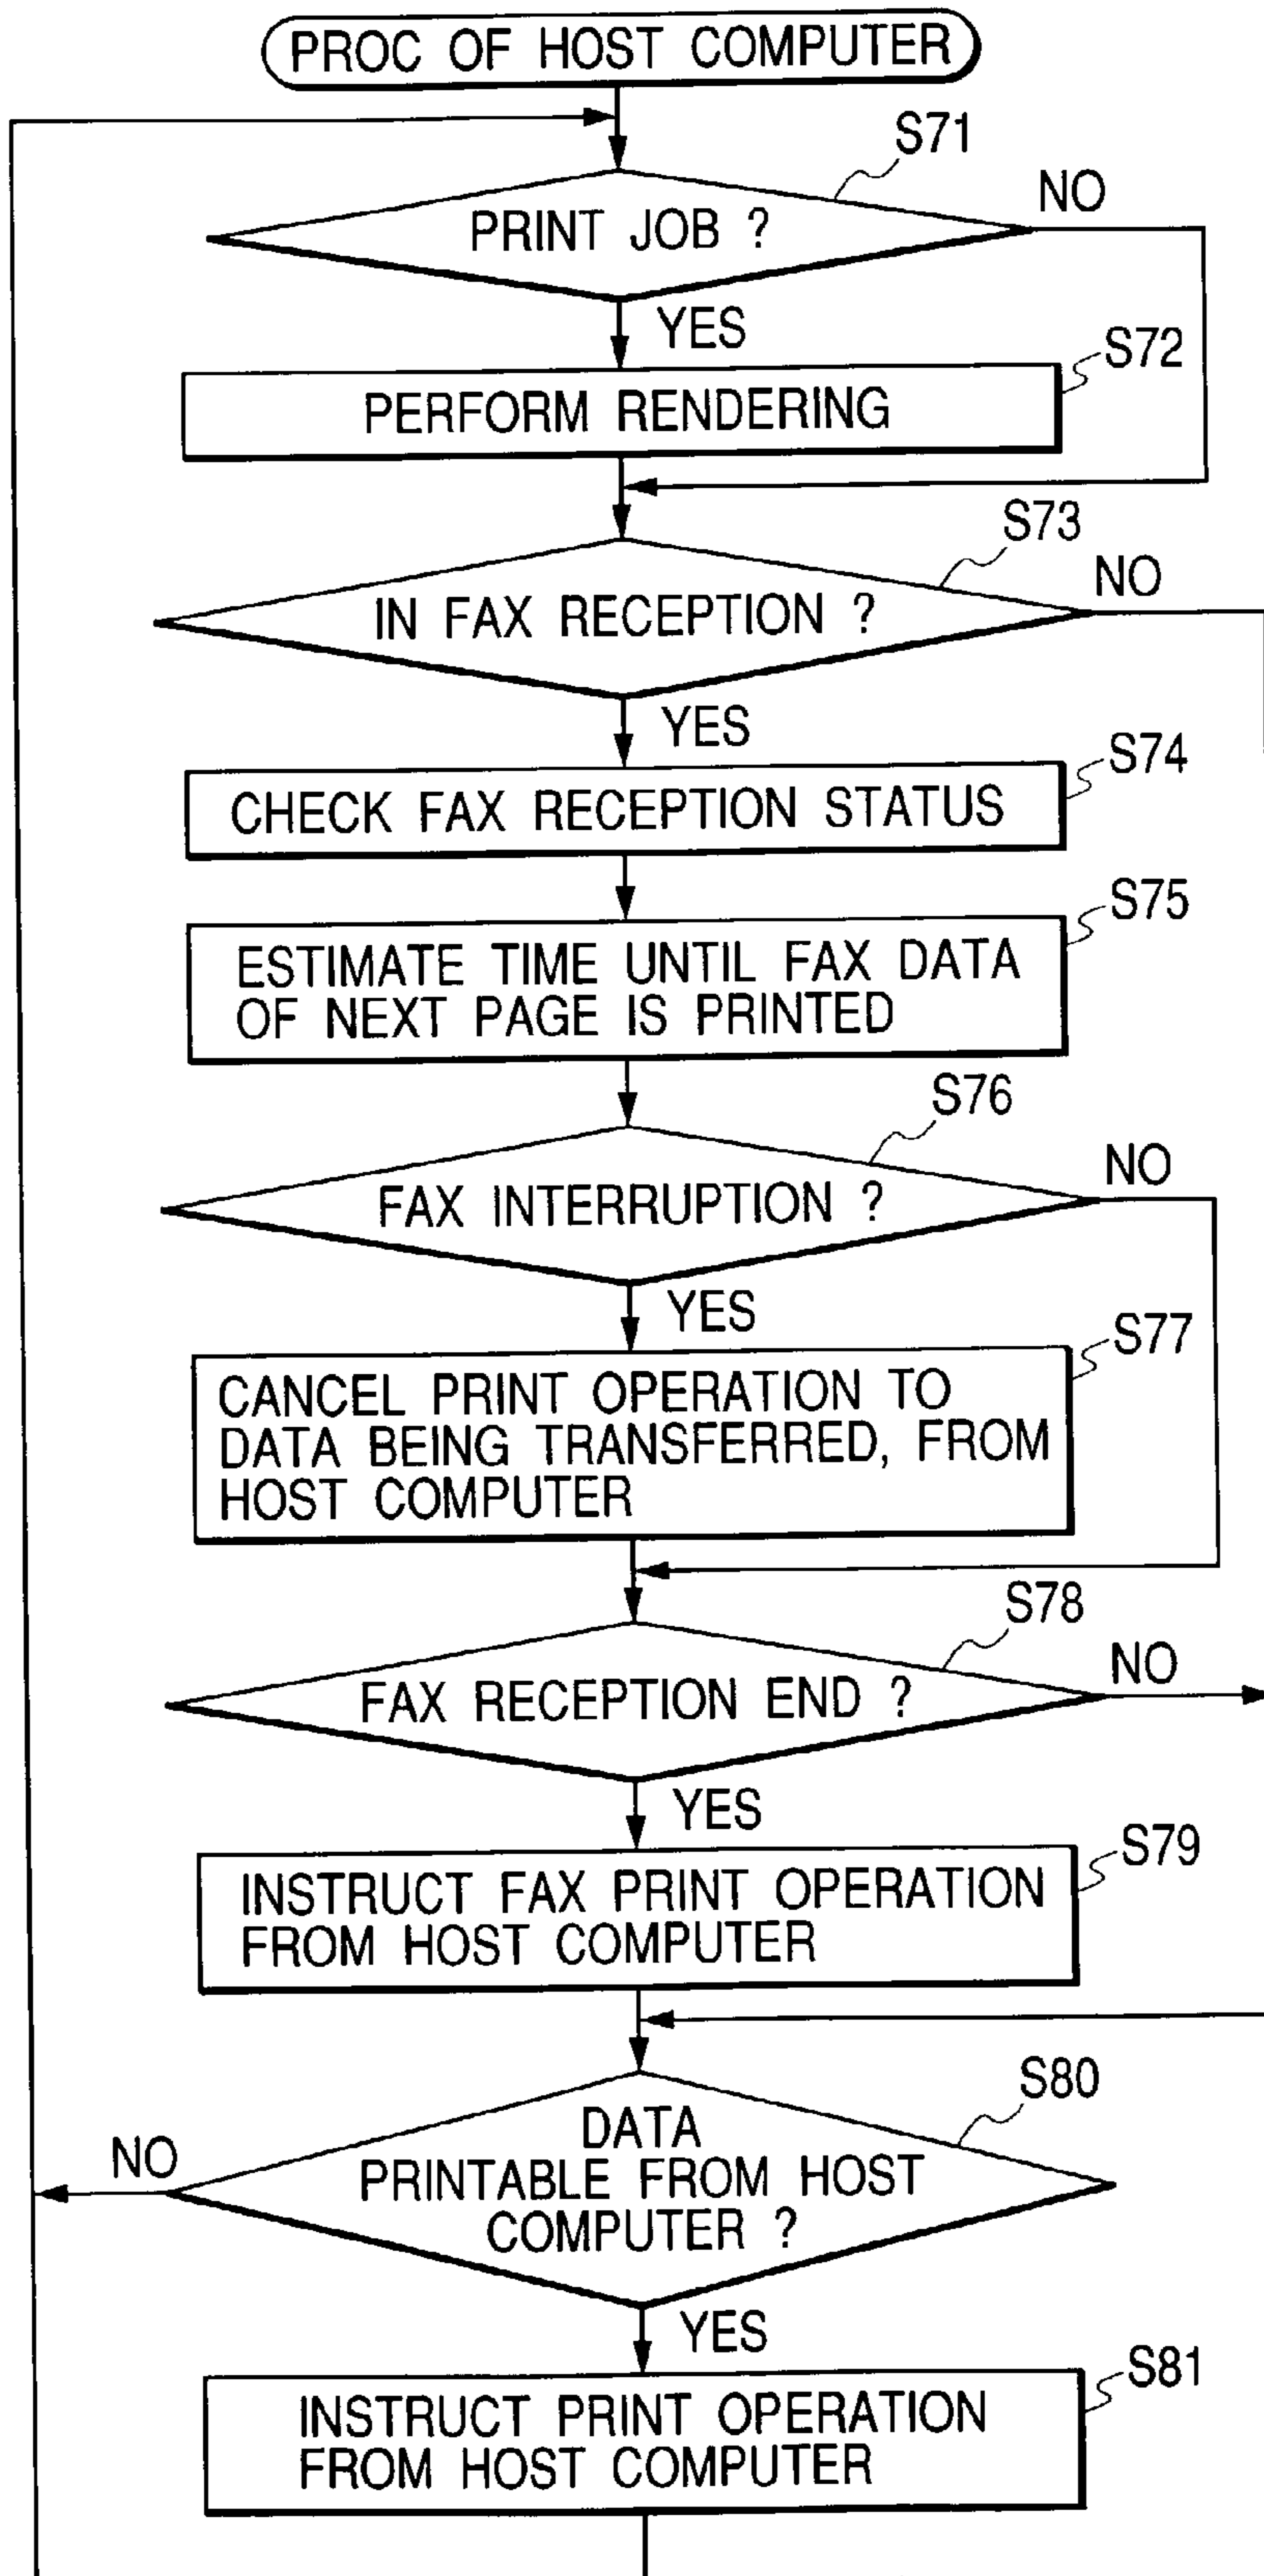 PROC OF HOST COMPUTER
S71
PRINT JOB ?
NO
YES
S72
PERFORM RENDERING
S73
IN FAX RECEPTION ?
NO
YES
S74
CHECK FAX RECEPTION STATUS
S75
ESTIMATE TIME UNTIL FAX DATA
OF NEXT PAGE IS PRINTED
S76
FAX INTERRUPTION ?
NO
YES
S77
CANCEL PRINT OPERATION TO
DATA BEING TRANSFERRED, FROM
HOST COMPUTER
S78
FAX RECEPTION END ?
NO
YES
S79
INSTRUCT FAX PRINT OPERATION
FROM HOST COMPUTER
S80
DATA
PRINTABLE FROM HOST
COMPUTER ?
NO
YES
S81
INSTRUCT PRINT OPERATION
FROM HOST COMPUTER